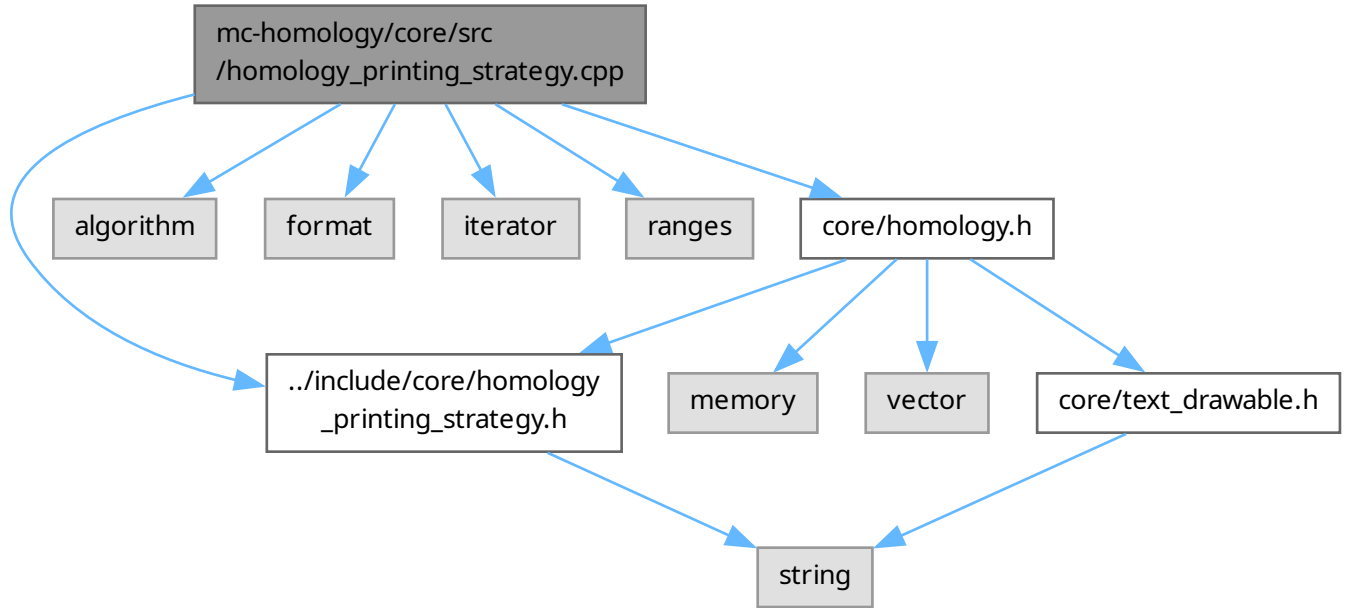 mc-homology/core/src
/homology_printing_strategy.cpp
algorithm
format
iterator
ranges
core/homology.h
../include/core/homology
_printing_strategy.h
memory
vector
core/text_drawable.h
string